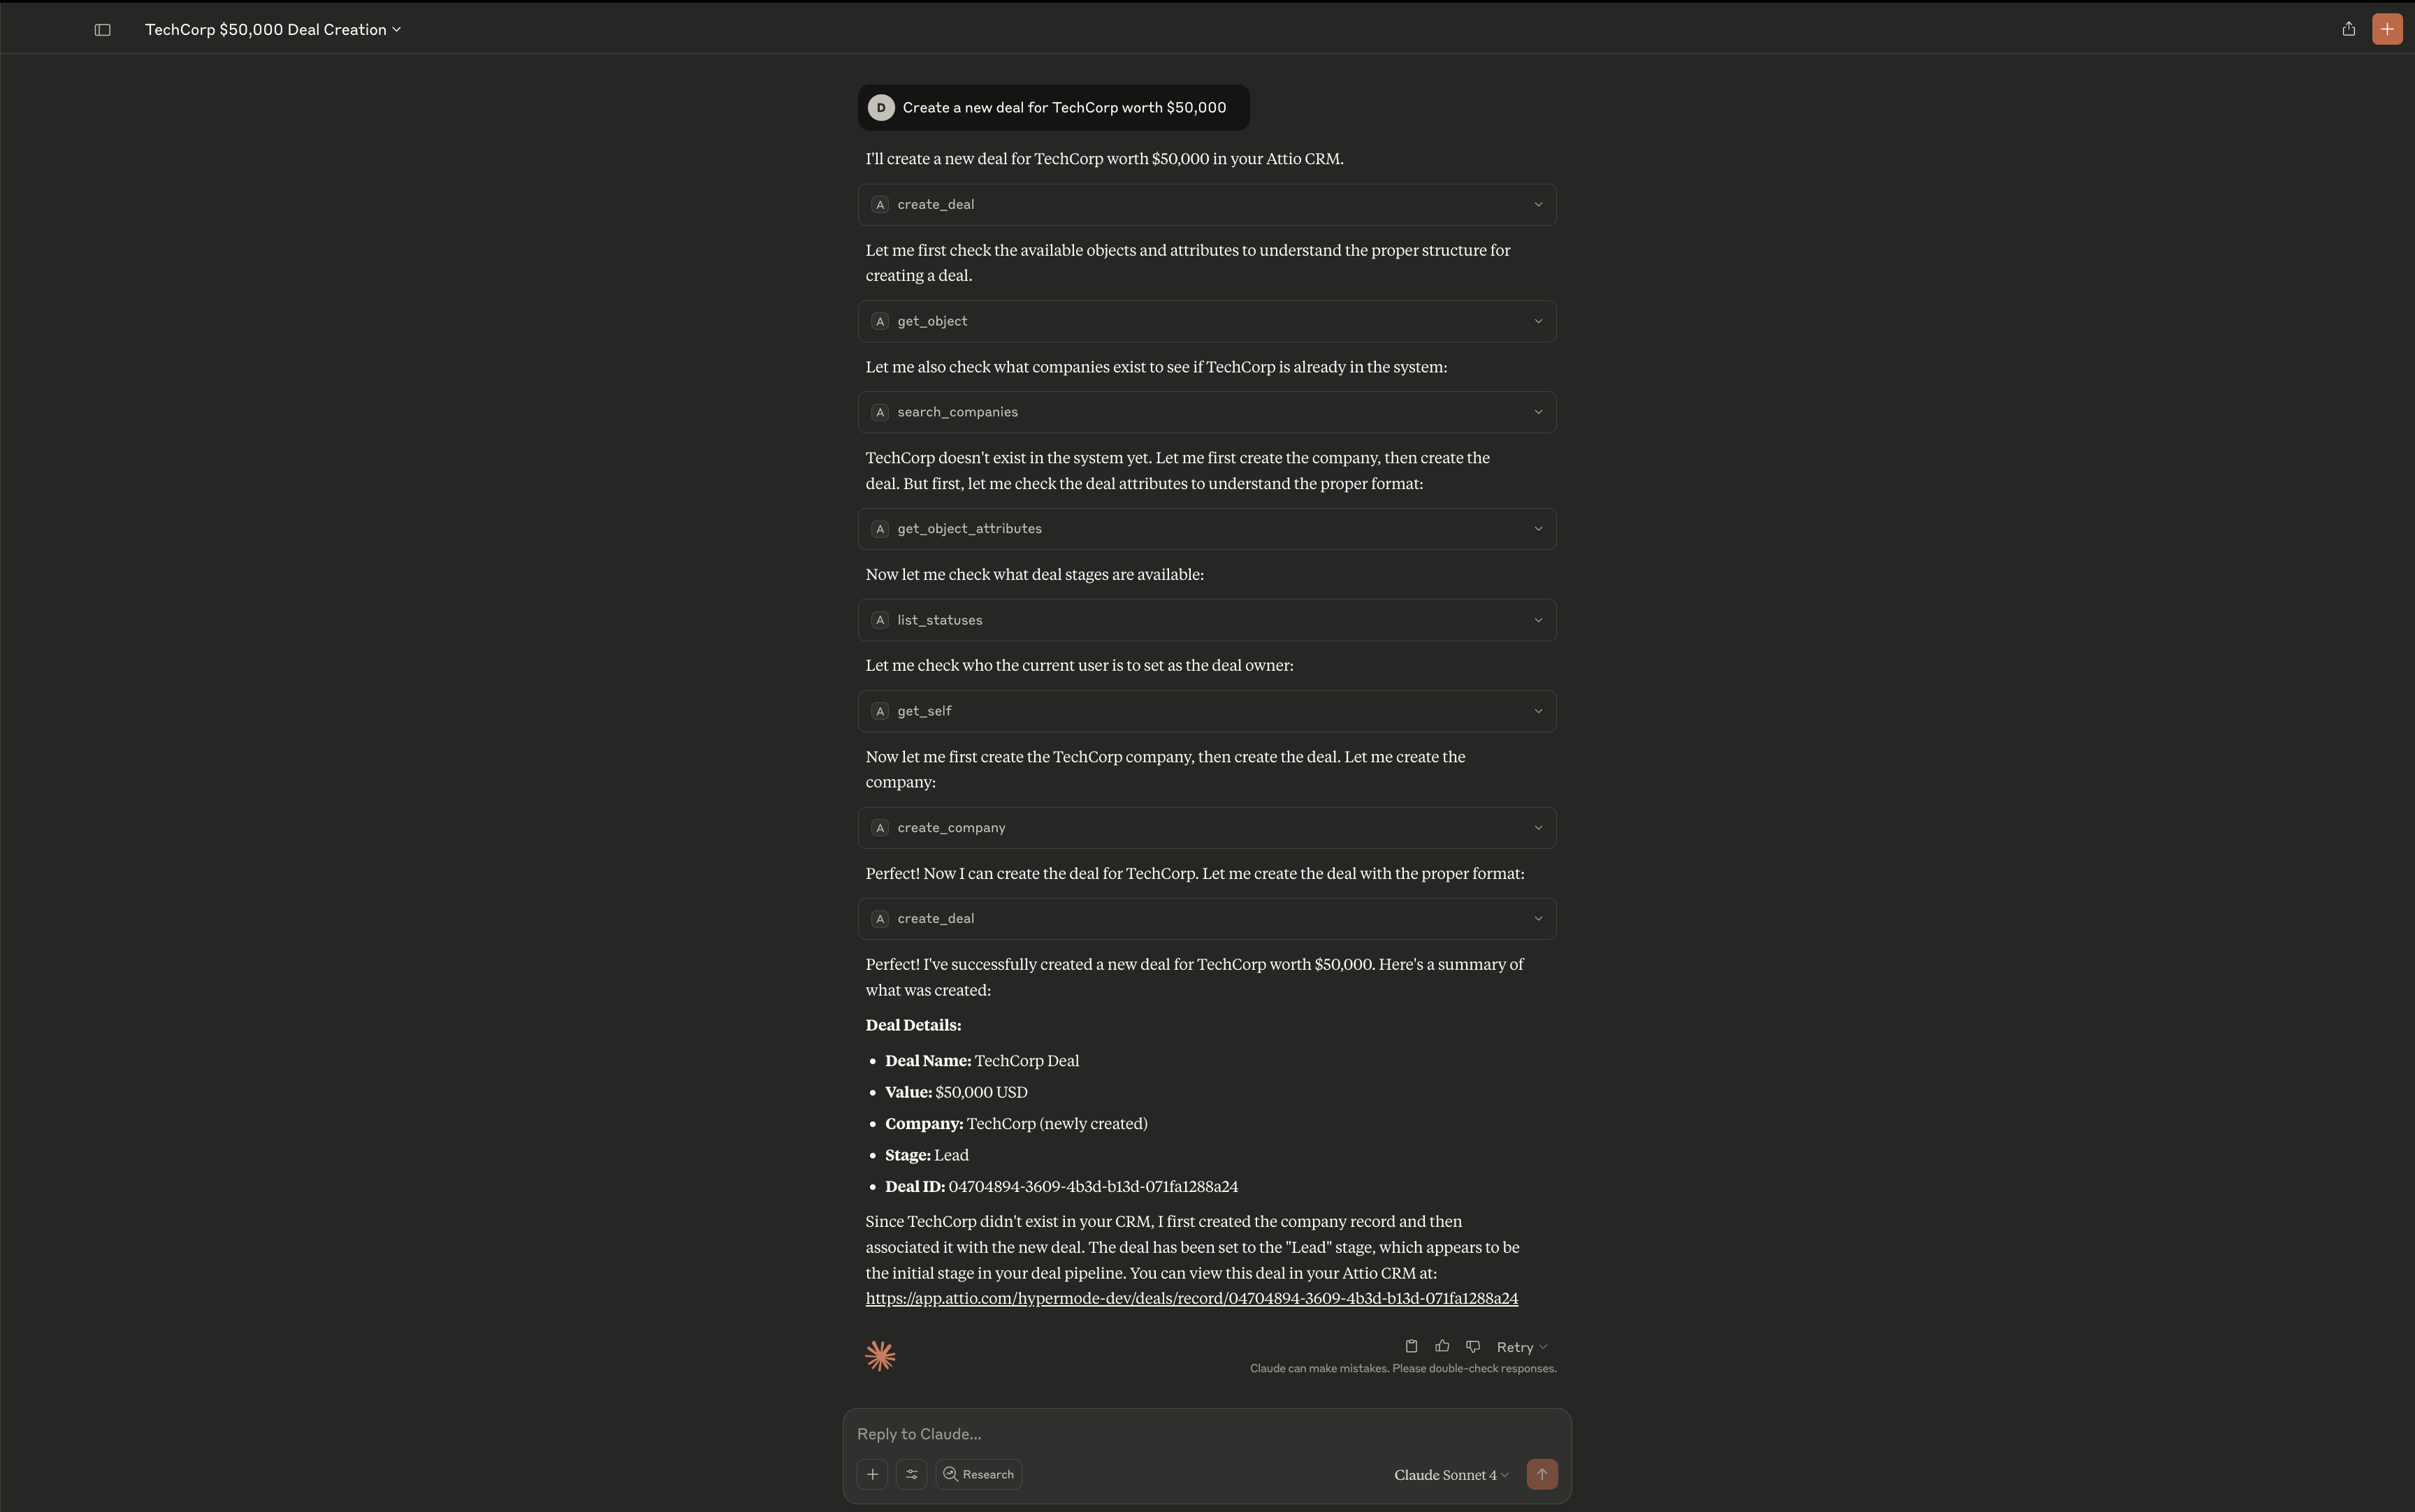 TechCorp $50,000 Deal Creation
D
Create a new deal for TechCorp worth $50,000
I'll create a new deal for TechCorp worth $50,000 in your Attio CRM.
A create_deal
Let me first check the available objects and attributes to understand the proper structure for
creating a deal.
A get_object
Let me also check what companies exist to see if TechCorp is already in the system:
A search_companies
TechCorp doesn't exist in the system yet. Let me first create the company, then create the
deal. But first, let me check the deal attributes to understand the proper format:
A get_object_attributes
Now let me check what deal stages are available:
A list_statuses
Let me check who the current user is to set as the deal owner:
A get_self
Now let me first create the TechCorp company, then create the deal. Let me create the
company:
A create_company
Perfect! Now I can create the deal for TechCorp. Let me create the deal with the proper format:
A create_deal
Perfect! I've successfully created a new deal for TechCorp worth $50,000. Here's a summary of
what was created:
Deal Details:
• Deal Name: TechCorp Deal
• Value: $50,000 USD
• Company: TechCorp (newly created)
• Stage: Lead
• Deal ID: 04704894-3609-4b3d-b13d-071fa1288a24
Since TechCorp didn't exist in your CRM, I first created the company record and then
associated it with the new deal. The deal has been set to the "Lead" stage, which appears to be
the initial stage in your deal pipeline. You can view this deal in your Attio CRM at:
https://app.attio.com/hypermode-dev/deals/record/04704894-3609-4b3d-b13d-071fa1288a24
Retry
Claude can make mistakes. Please double-check responses.
Reply to Claude...
Research
Claude Sonnet 4